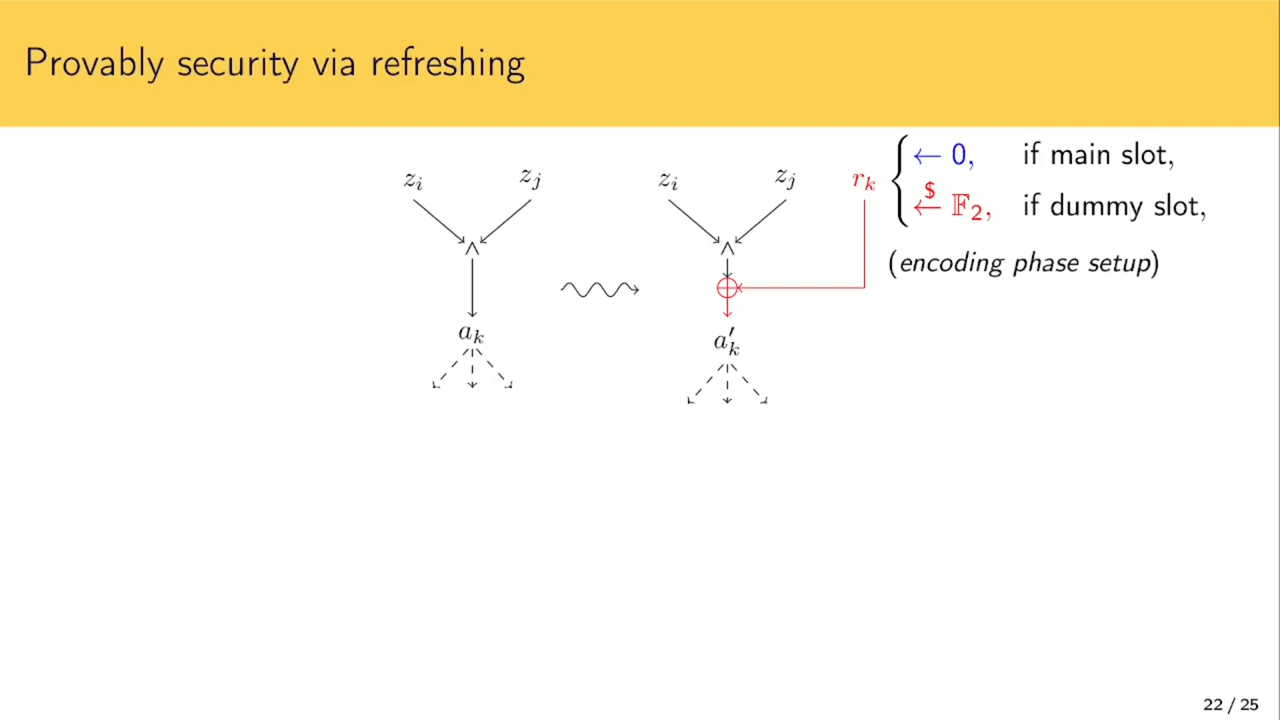 Provably security via refreshing
z_i z_j z_i z_j r_k { ← 0, if main slot,
←$ 𝔽_2, if dummy slot,
∧ ∧ (encoding phase setup)
⊕
a_k a'_k
22 / 25